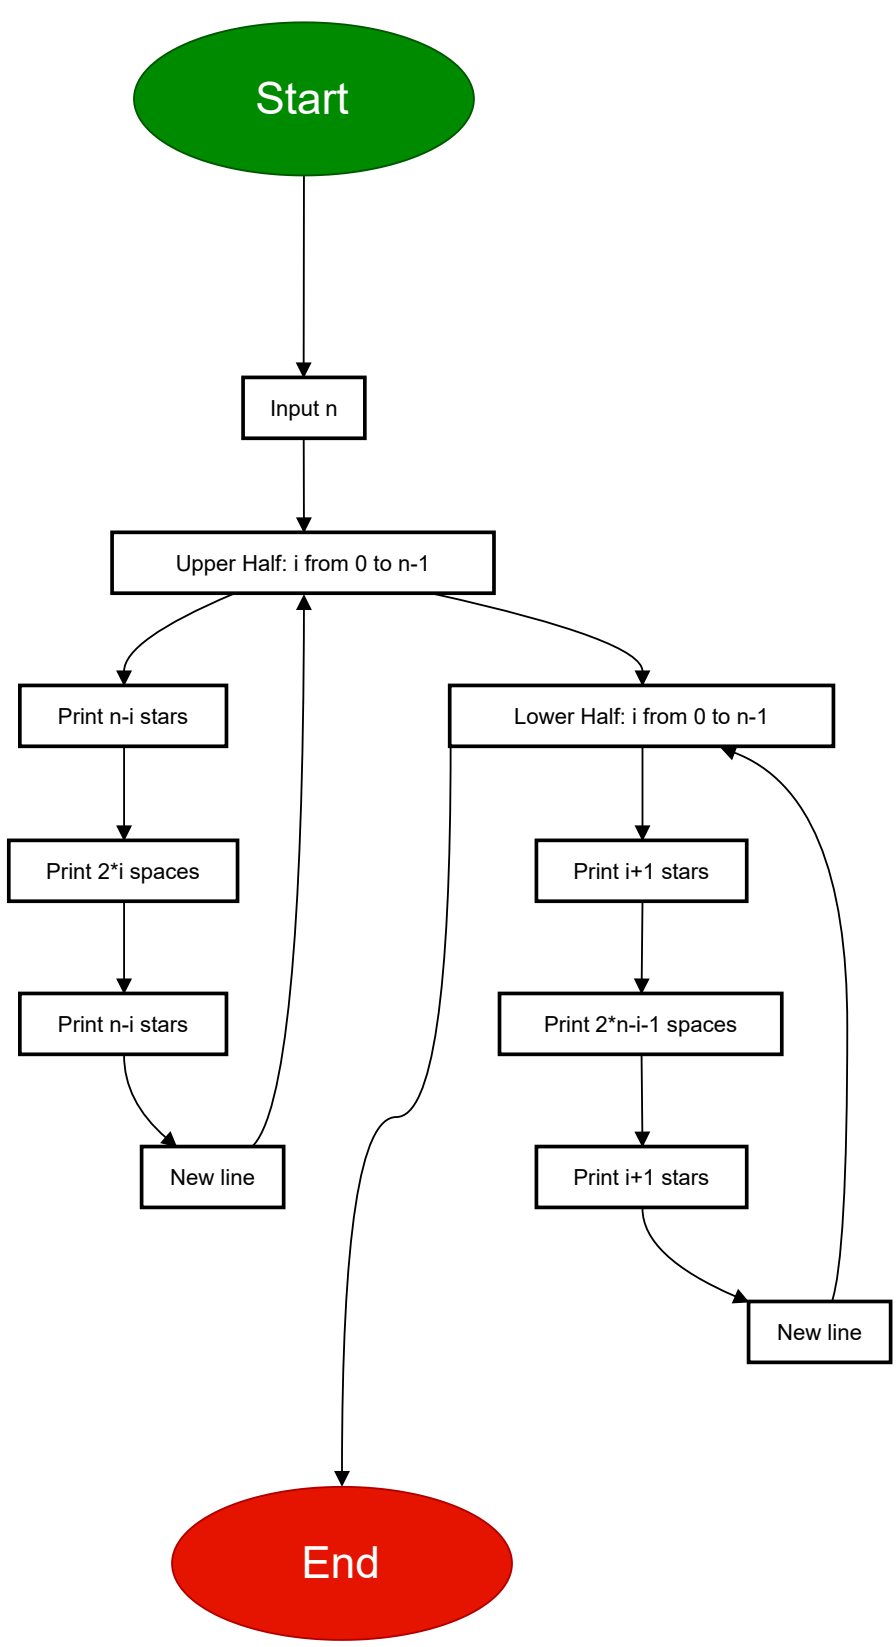 Start
Input n
Upper Half: i from 0 to n-1
Print n-i stars
Print 2*i spaces
Print n-i stars
New line
Lower Half: i from 0 to n-1
Print i+1 stars
Print 2*n-i-1 spaces
Print i+1 stars
New line
End